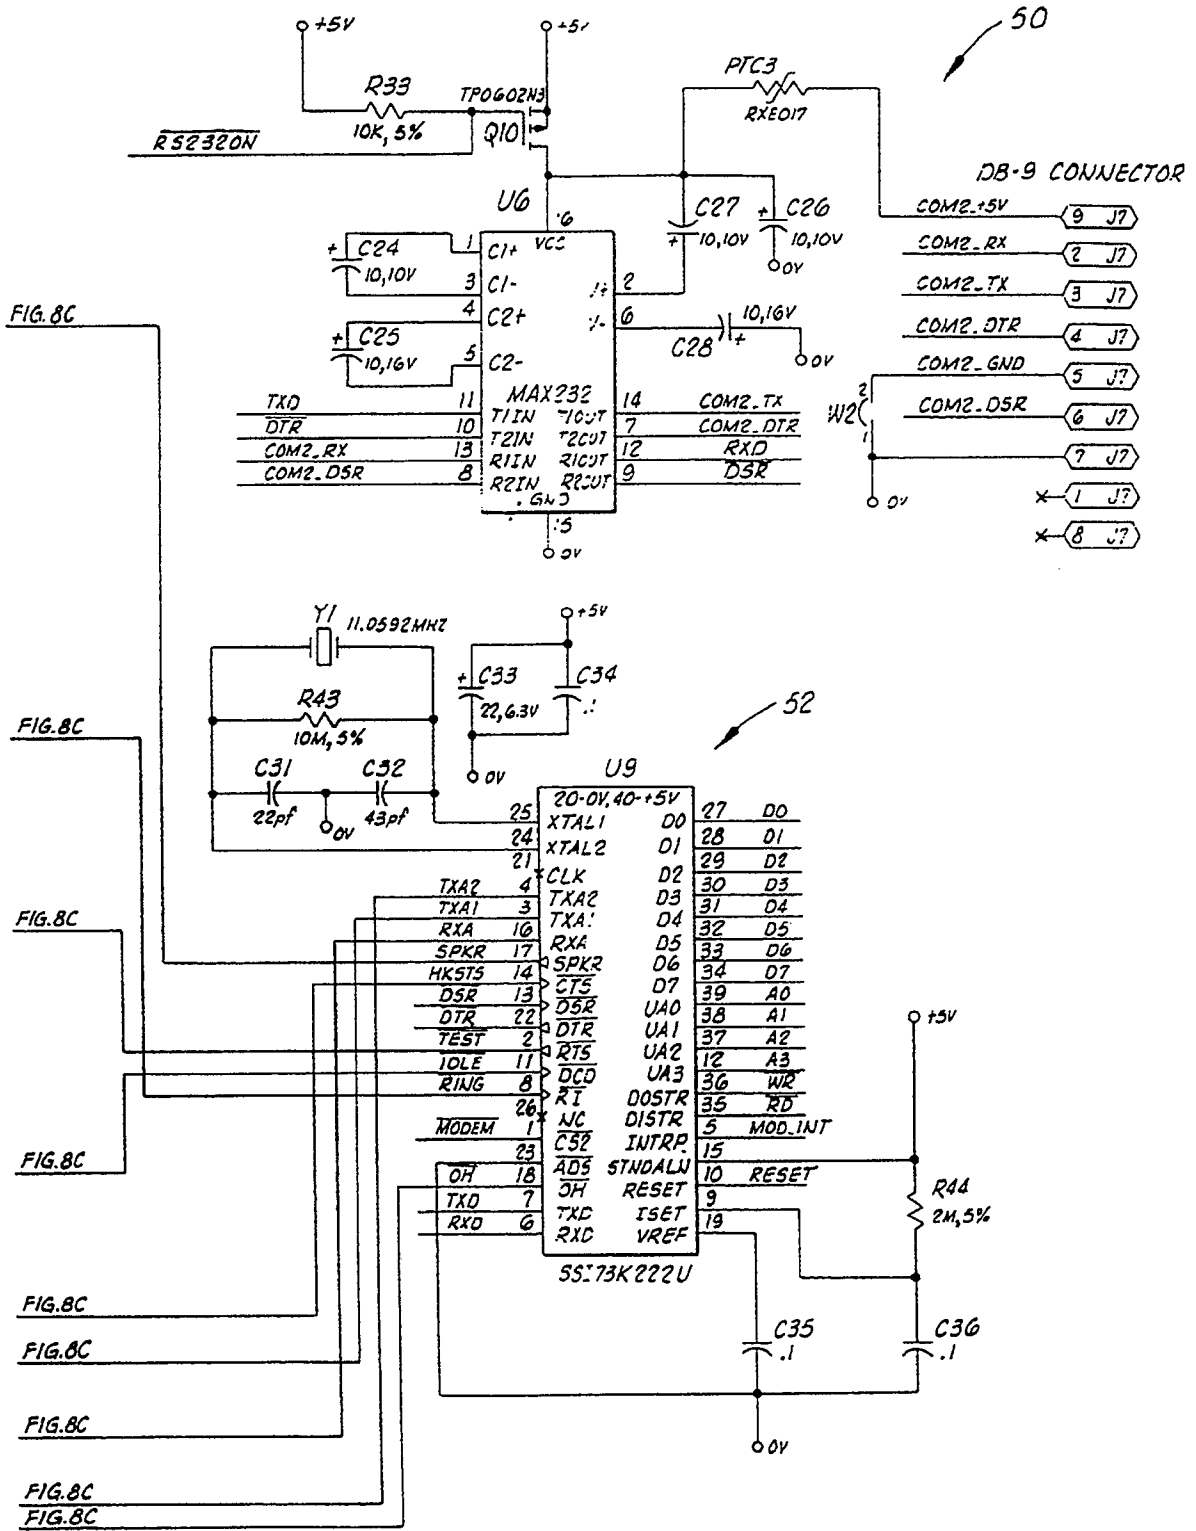 50
+5V
+5V
R33
10K, 5%
TP0602N3
Q10
RS232ON
PTC3
RXE017
DB-9 CONNECTOR
COM2_+5V 9 J7
COM2_RX 2 J7
COM2_TX 3 J7
COM2_DTR 4 J7
COM2_GND 5 J7
COM2_DSR 6 J7
7 J7
1 J7
8 J7
W2
2
1
0V
U6
VCC
C24
10,10V
C25
10,16V
C27
10,10V
C26
10,10V
0V
10,16V
C28
0V
1 C1+
3 C1-
4 C2+
5 C2-
2
6
MAX232
TXD 11 T1IN T1OUT 14 COM2_TX
DTR 10 T2IN T2OUT 7 COM2_DTR
COM2_RX 13 R1IN R1OUT 12 RXD
COM2_DSR 8 R2IN R2OUT 9 DSR
GND
0V
FIG.8C
Y1
11.0592MHZ
R43
10M, 5%
C31
22pf
C32
43pf
0V
+5V
C33
22,6.3V
C34
.1
0V
52
FIG.8C
U9
20-0V,40-+5V
25 XTAL1 D0 27 D0
24 XTAL2 D1 28 D1
21 CLK D2 29 D2
TXA2 4 TXA2 D3 30 D3
TXA1 3 TXA1 D4 31 D4
RXA 16 RXA D5 32 D5
SPKR 17 SPKR D6 33 D6
HKSTS 14 CTS D7 34 D7
DSR 13 DSR UA0 39 A0
DTR 22 DTR UA1 38 A1
TEST 2 RTS UA2 37 A2
IDLE 11 DCD UA3 12 A3
RING 8 RI DOSTR 36 WR
26 NC DISTR 35 RD
MODEM 1 CS2 INTRP 5 MOD_INT
23 ADS STNDALN 15
OH 18 OH RESET 10 RESET
TXD 7 TXD ISET 9
RXD 6 RXD VREF 19
SSI73K222U
+5V
R44
2M,5%
C35
.1
C36
.1
0V
FIG.8C
FIG.8C
FIG.8C
FIG.8C
FIG.8C
FIG.8C
FIG.8C